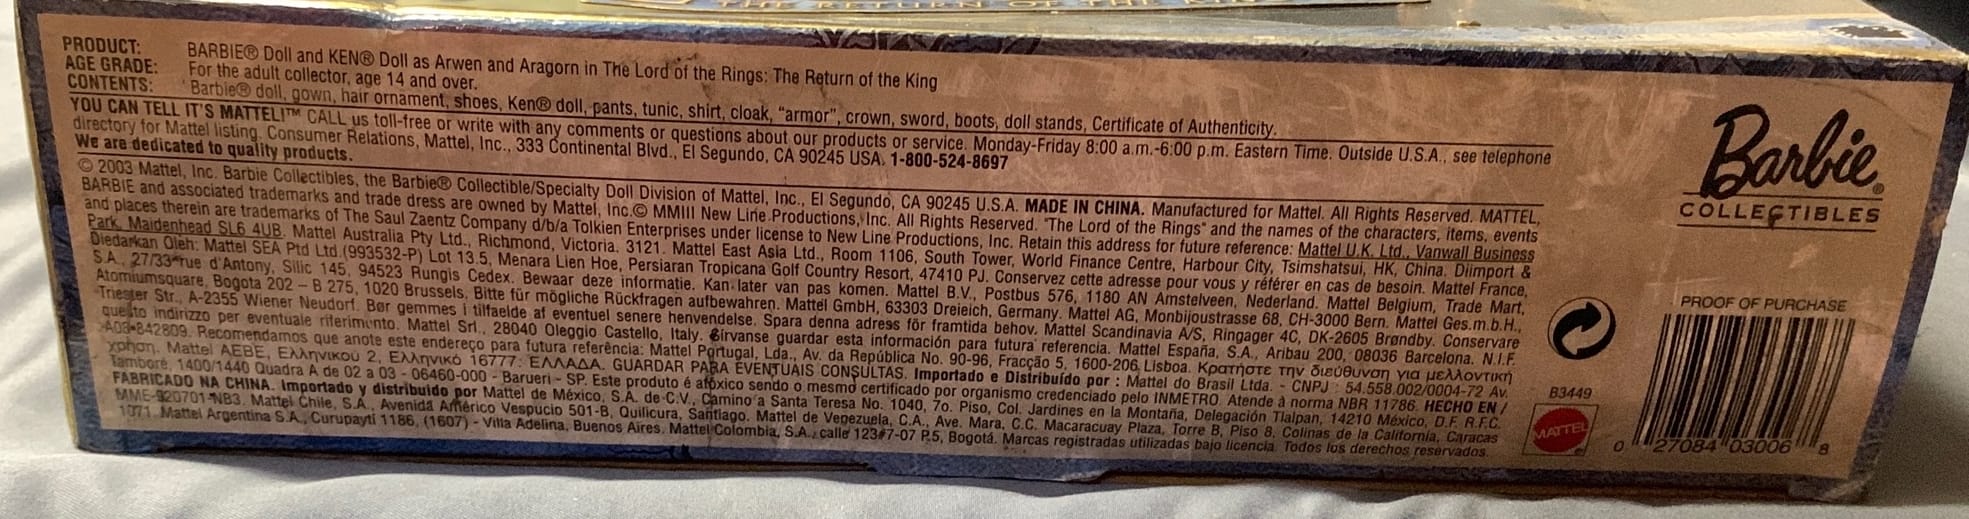 THE RETURN OF THE KING
PRODUCT: BARBIE® Doll and KEN® Doll as Arwen and Aragorn in The Lord of the Rings: The Return of the King
AGE GRADE: For the adult collector, age 14 and over.
CONTENTS: Barbie® doll, gown, hair ornament, shoes, Ken® doll, pants, tunic, shirt, cloak, "armor", crown, sword, boots, doll stands, Certificate of Authenticity.
YOU CAN TELL IT'S MATTEL!™ CALL us toll-free or write with any comments or questions about our products or service. Monday-Friday 8:00 a.m.-6:00 p.m. Eastern Time. Outside U.S.A., see telephone
directory for Mattel listing. Consumer Relations, Mattel, Inc., 333 Continental Blvd., El Segundo, CA 90245 USA. 1-800-524-8697
We are dedicated to quality products.
© 2003 Mattel, Inc. Barbie Collectibles, the Barbie® Collectible/Specialty Doll Division of Mattel, Inc., El Segundo, CA 90245 U.S.A. MADE IN CHINA. Manufactured for Mattel. All Rights Reserved. MATTEL,
BARBIE and associated trademarks and trade dress are owned by Mattel, Inc.© MMIII New Line Productions, Inc. All Rights Reserved. "The Lord of the Rings" and the names of the characters, items, events
and places therein are trademarks of The Saul Zaentz Company d/b/a Tolkien Enterprises under license to New Line Productions, Inc. Retain this address for future reference: Mattel U.K. Ltd., Vanwall Business
Park, Maidenhead SL6 4UB. Mattel Australia Pty Ltd., Richmond, Victoria. 3121. Mattel East Asia Ltd., Room 1106, South Tower, World Finance Centre, Harbour City, Tsimshatsui, HK, China. Diimport &
Diedarkan Oleh: Mattel SEA Ptd Ltd.(993532-P) Lot 13.5, Menara Lien Hoe, Persiaran Tropicana Golf Country Resort, 47410 PJ. Conservez cette adresse pour vous y référer en cas de besoin. Mattel France,
S.A., 27/33 rue d'Antony, Silic 145, 94523 Rungis Cedex. Bewaar deze informatie. Kan later van pas komen. Mattel B.V., Postbus 576, 1180 AN Amstelveen, Nederland. Mattel Belgium, Trade Mart,
Atomiumsquare, Bogota 202 – B 275, 1020 Brussels, Bitte für mögliche Rückfragen aufbewahren. Mattel GmbH, 63303 Dreieich, Germany. Mattel AG, Monbijoustrasse 68, CH-3000 Bern. Mattel Ges.m.b.H.,
Triester Str., A-2355 Wiener Neudorf. Bør gemmes i tilfaelde af eventuel senere henvendelse. Spara denna adress för framtida behov. Mattel Scandinavia A/S, Ringager 4C, DK-2605 Brøndby. Conservare
questo indirizzo per eventuale riferimento. Mattel Srl., 28040 Oleggio Castello, Italy. Sírvanse guardar esta información para futura referencia. Mattel España, S.A., Aribau 200, 08036 Barcelona. N.I.F.
A08-842809. Recomendamos que anote este endereço para futura referência: Mattel Portugal, Lda., Av. da República No. 90-96, Fracção 5, 1600-206 Lisboa. Κρατήστε την διεύθυνση για μελλοντική
χρήση. Mattel AEBE, Ελληνικού 2, Ελληνικό 16777. ΕΛΛΑΔΑ. GUARDAR PARA EVENTUAIS CONSULTAS. Importado e Distribuído por : Mattel do Brasil Ltda. - CNPJ : 54.558.002/0004-72 Av.
Tamboré, 1400/1440 Quadra A de 02 a 03 - 06460-000 - Barueri - SP. Este produto é atóxico sendo o mesmo certificado por organismo credenciado pelo INMETRO. Atende à norma NBR 11786. HECHO EN /
FABRICADO NA CHINA. Importado y distribuido por Mattel de México, S.A. de C.V., Camino a Santa Teresa No. 1040, 7o. Piso, Col. Jardines en la Montaña, Delegación Tlalpan, 14210 México, D.F. R.F.C.
MME-920701-NB3. Mattel Chile, S.A., Avenida Américo Vespucio 501-B, Quilicura, Santiago. Mattel de Venezuela, C.A., Ave. Mara, C.C. Macaracuay Plaza, Torre B, Piso 8, Colinas de la California, Caracas
1071. Mattel Argentina S.A., Curupaytí 1186, (1607) - Villa Adelina, Buenos Aires. Mattel Colombia, S.A., calle 123#7-07 P.5, Bogotá. Marcas registradas utilizadas bajo licencia. Todos los derechos reservados.
Barbie®
COLLECTIBLES
PROOF OF PURCHASE
B3449
MATTEL
0 27084 03006 8